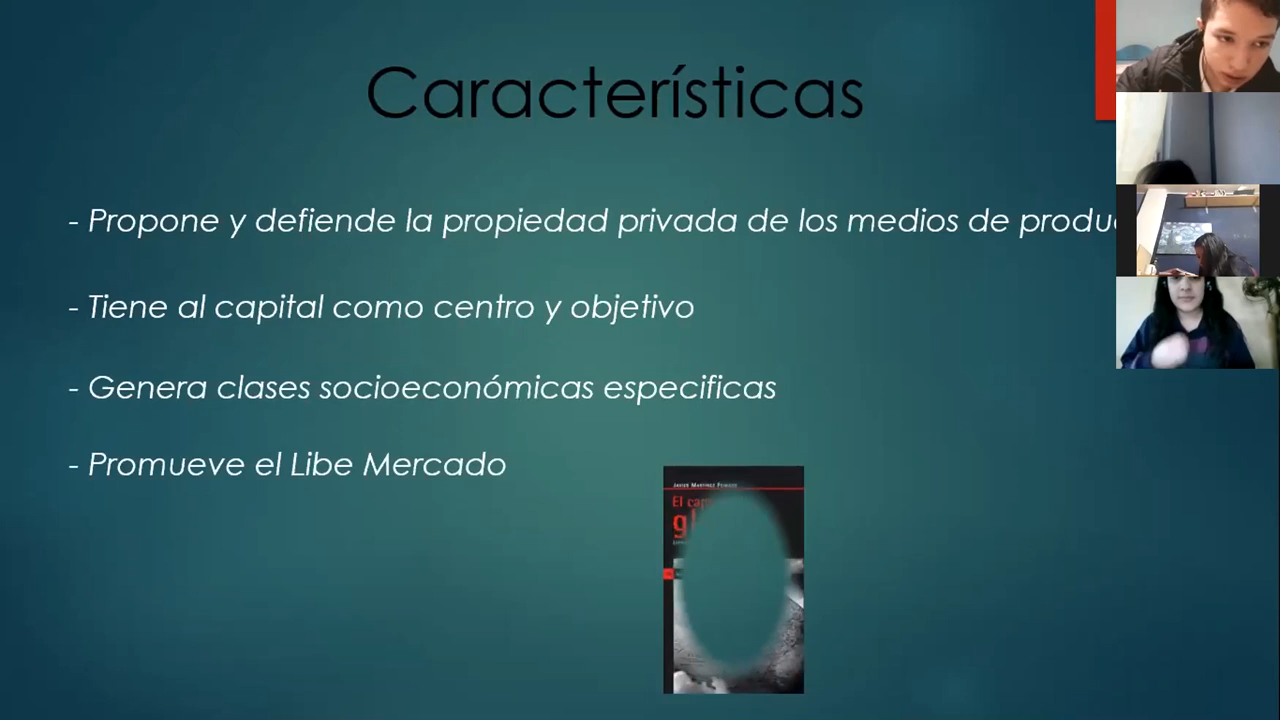 Características
- Propone y defiende la propiedad privada de los medios de
- Tiene al capital como centro y objetivo
- Genera clases socioeconómicas especificas
- Promueve el Libe Mercado
El